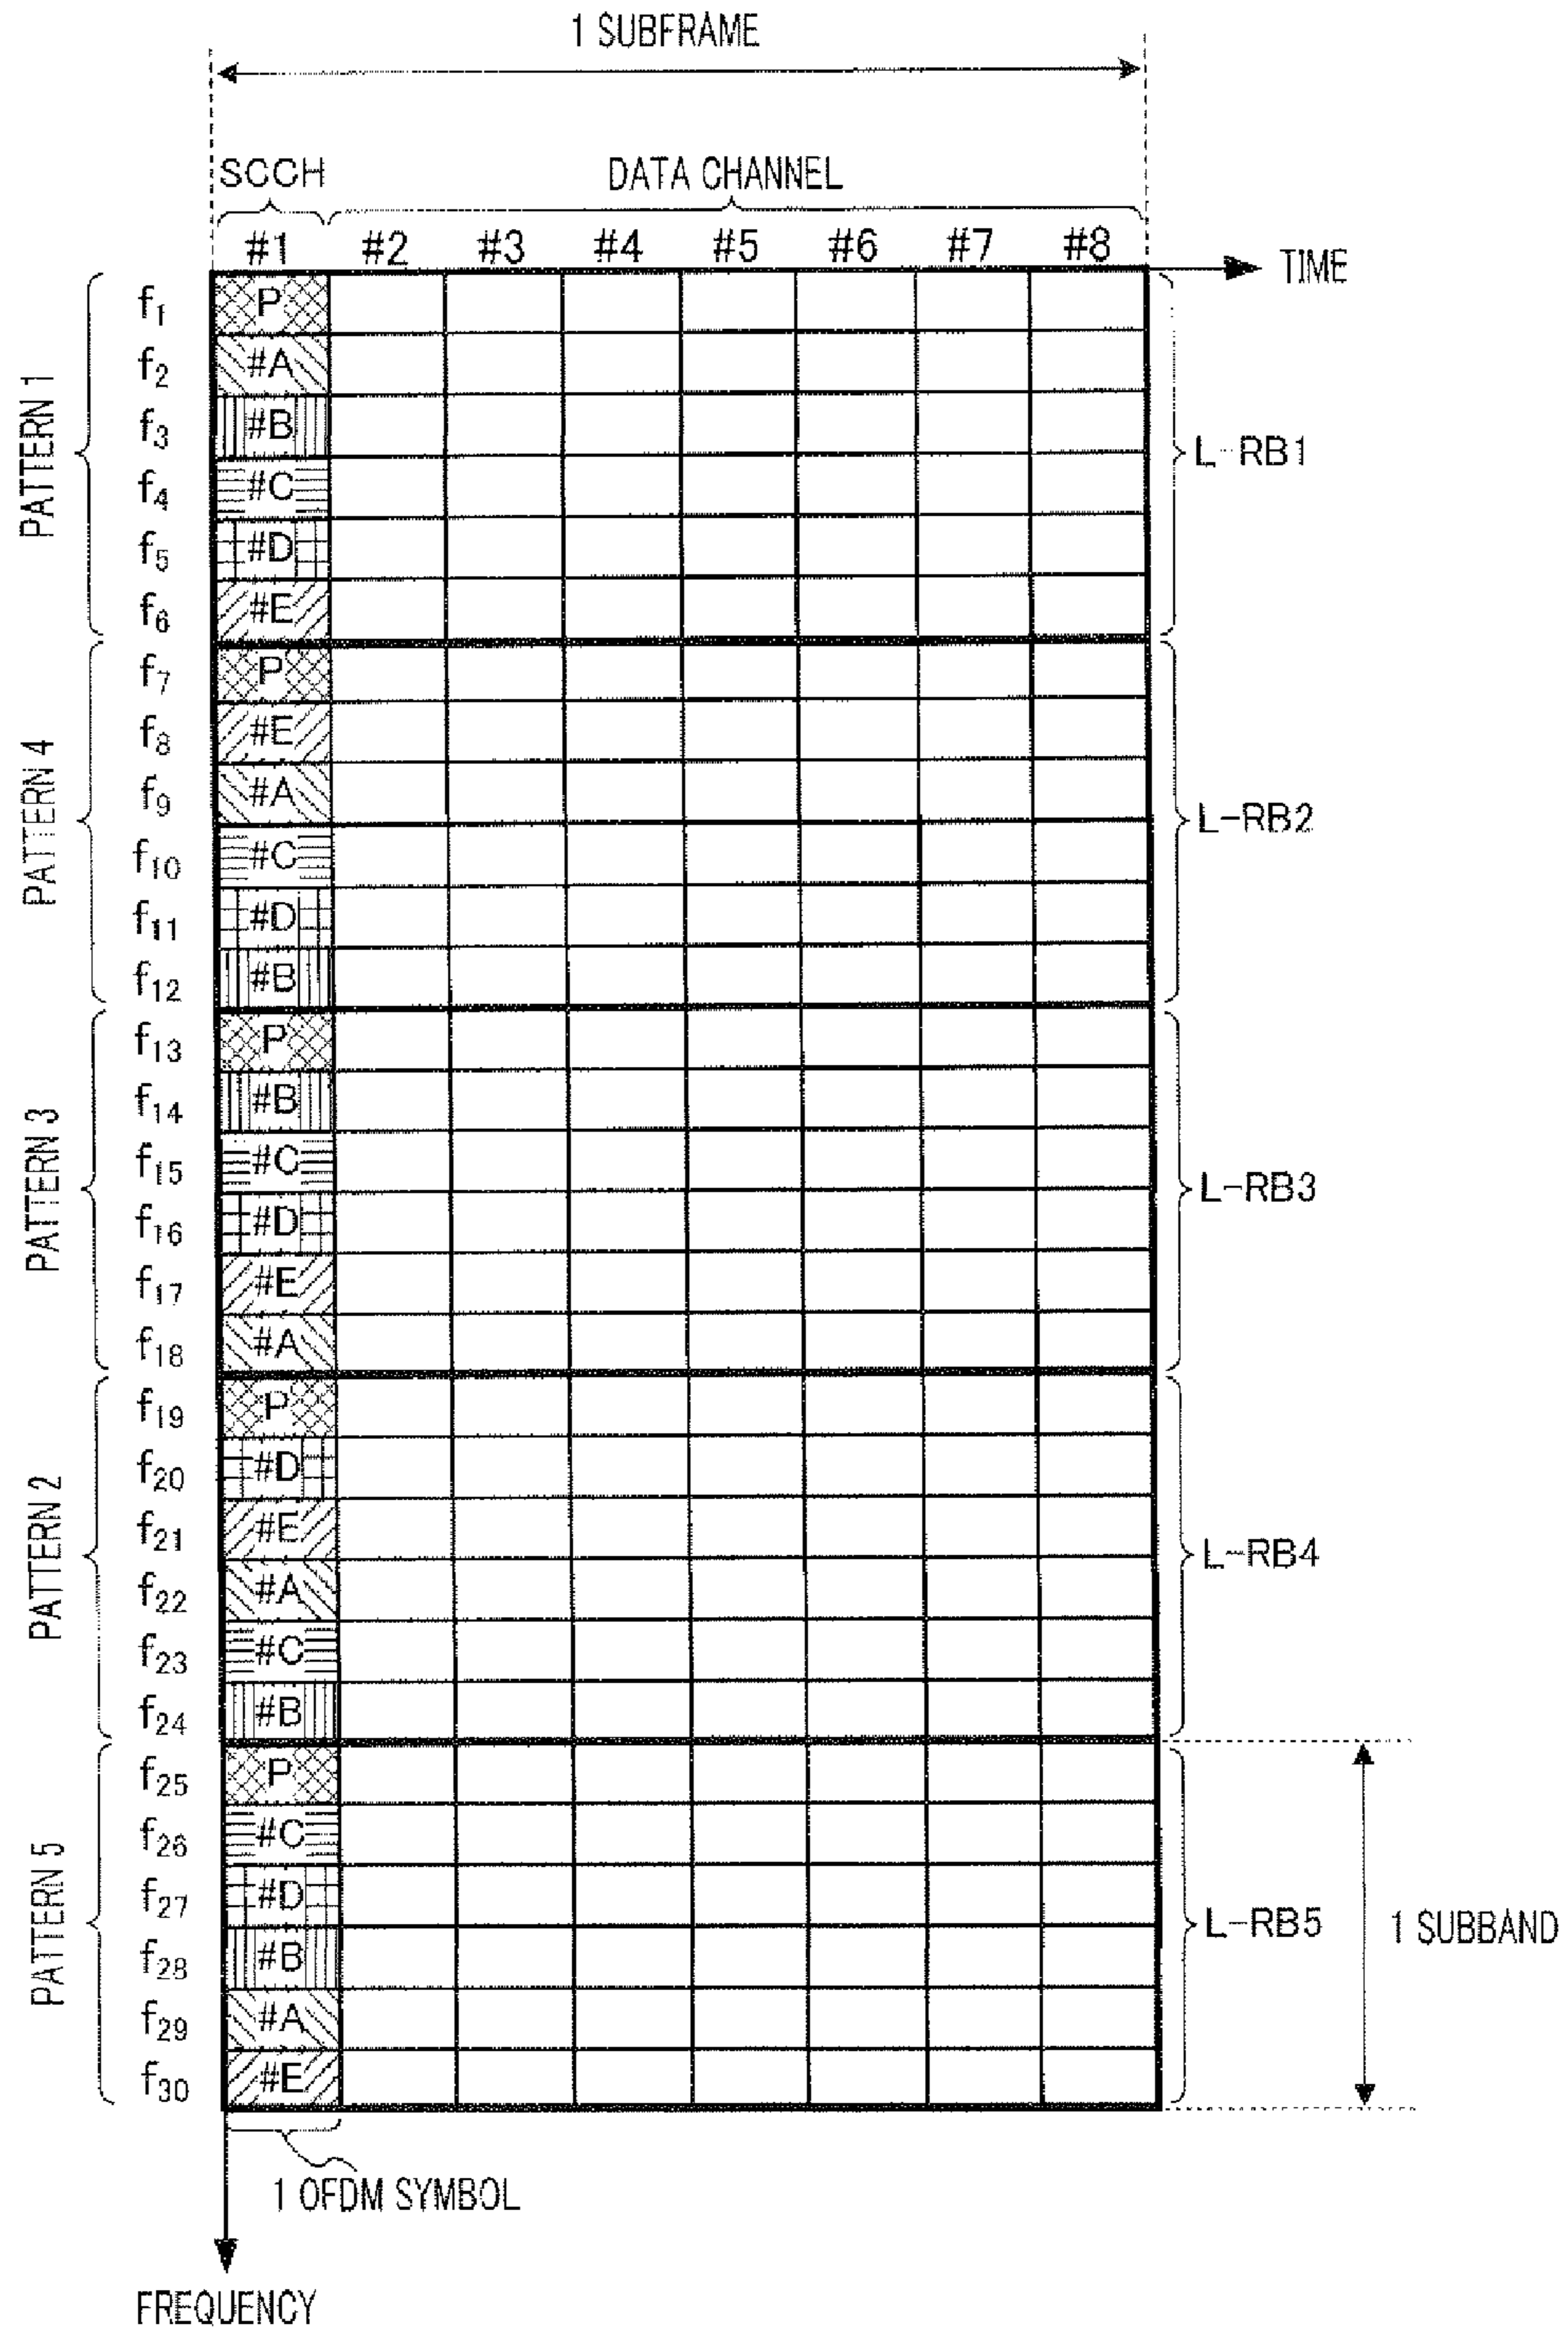 1 SUBFRAME
SCCH DATA CHANNEL
#1 #2 #3 #4 #5 #6 #7 #8 TIME
PATTERN 1
f1 P
f2 #A
f3 #B
f4 #C
f5 #D
f6 #E
L-RB1
PATTERN 4
f7 P
f8 #E
f9 #A
f10 #C
f11 #D
f12 #B
L-RB2
PATTERN 3
f13 P
f14 #B
f15 #C
f16 #D
f17 #E
f18 #A
L-RB3
PATTERN 2
f19 P
f20 #D
f21 #E
f22 #A
f23 #C
f24 #B
L-RB4
PATTERN 5
f25 P
f26 #C
f27 #D
f28 #B
f29 #A
f30 #E
L-RB5
1 SUBBAND
1 OFDM SYMBOL
FREQUENCY